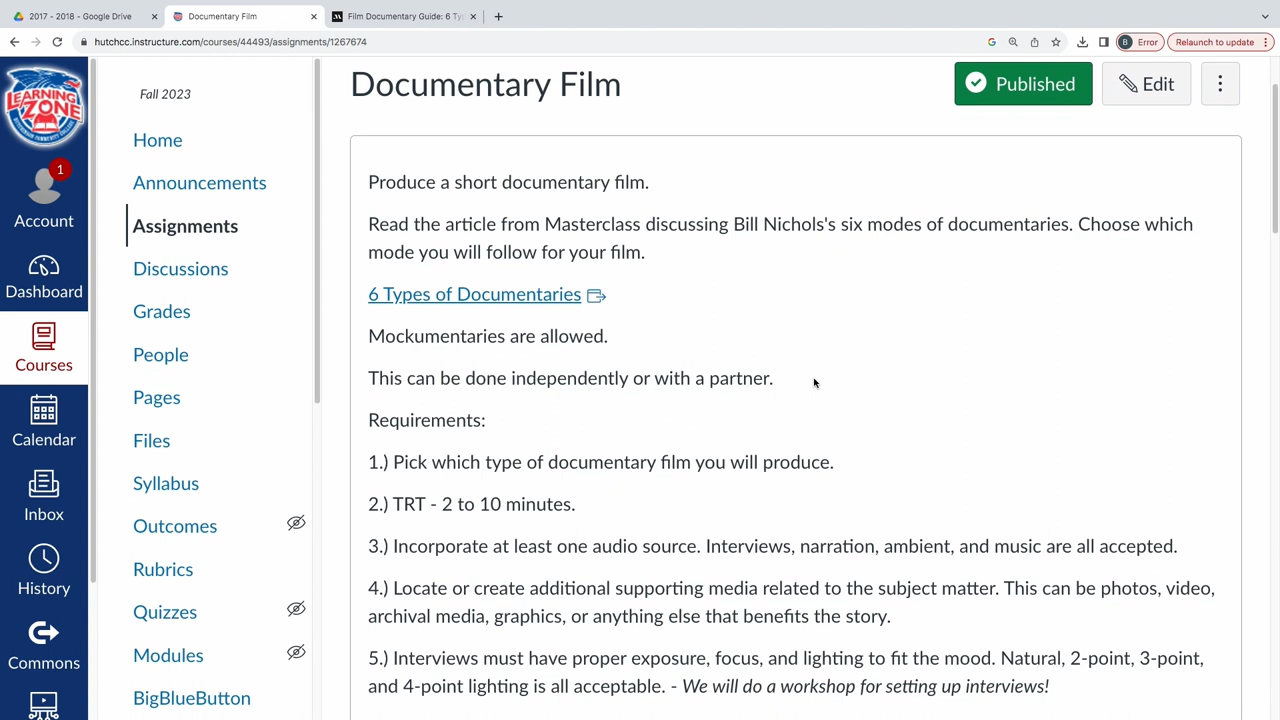 2017 - 2018 - Google Drive
Documentary Film
Film Documentary Guide: 6 Ty
hutchcc.instructure.com/courses/44493/assignments/1267674
B
Error
Relaunch to update
LEARNING
ZONE
1
Account
Dashboard
Courses
Calendar
Inbox
History
Commons
Fall 2023
Home
Announcements
Assignments
Discussions
Grades
People
Pages
Files
Syllabus
Outcomes
Rubrics
Quizzes
Modules
BigBlueButton
Documentary Film
Published
Edit
Produce a short documentary film.
Read the article from Masterclass discussing Bill Nichols's six modes of documentaries. Choose which
mode you will follow for your film.
6 Types of Documentaries
Mockumentaries are allowed.
This can be done independently or with a partner.
Requirements:
1.) Pick which type of documentary film you will produce.
2.) TRT - 2 to 10 minutes.
3.) Incorporate at least one audio source. Interviews, narration, ambient, and music are all accepted.
4.) Locate or create additional supporting media related to the subject matter. This can be photos, video,
archival media, graphics, or anything else that benefits the story.
5.) Interviews must have proper exposure, focus, and lighting to fit the mood. Natural, 2-point, 3-point,
and 4-point lighting is all acceptable. - We will do a workshop for setting up interviews!